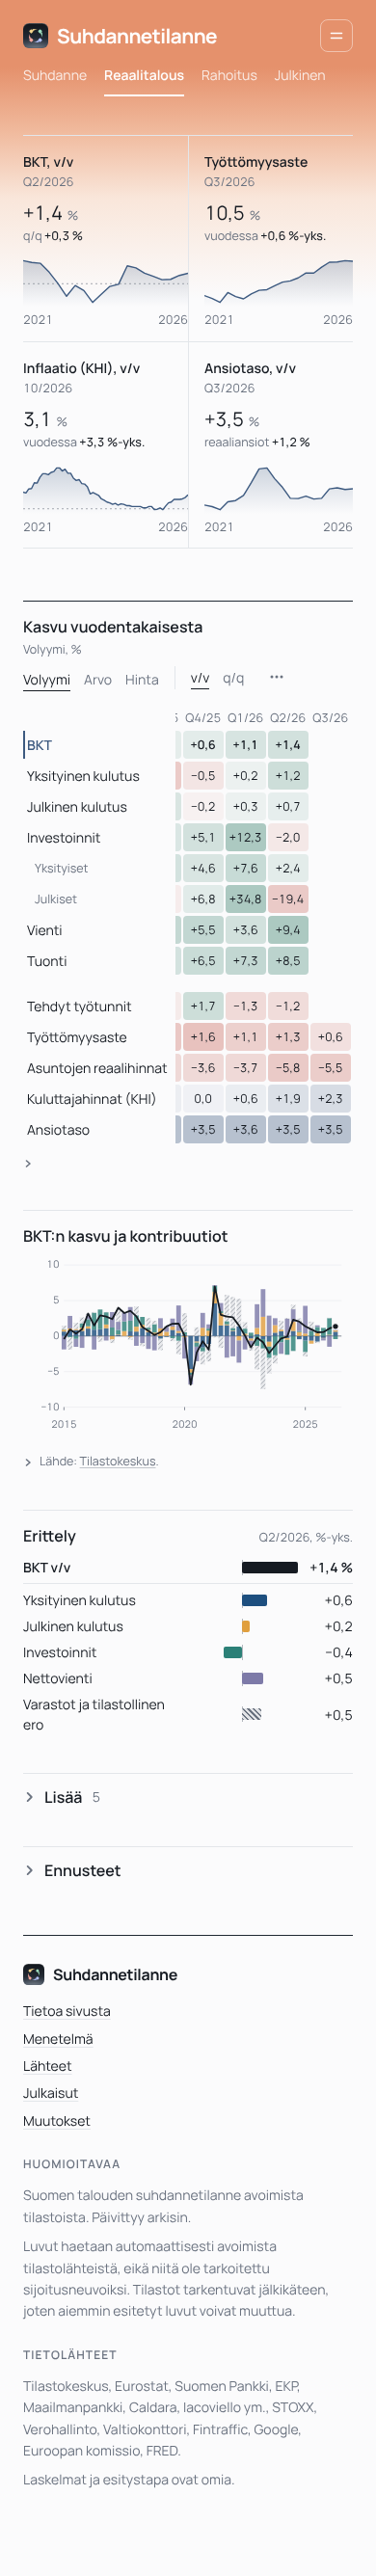 Suhdannetilanne
Suhdanne Reaalitalous Rahoitus Julkinen
BKT, v/v
Q2/2026
+1,4 %
q/q +0,3 %
2021 2026
Työttömyysaste
Q3/2026
10,5 %
vuodessa +0,6 %-yks.
2021 2026
Inflaatio (KHI), v/v
10/2026
3,1 %
vuodessa +3,3 %-yks.
2021 2026
Ansiotaso, v/v
Q3/2026
+3,5 %
reaaliansiot +1,2 %
2021 2026
Kasvu vuodentakaisesta
Volyymi, %
Volyymi Arvo Hinta v/v q/q ···
5 Q4/25 Q1/26 Q2/26 Q3/26
BKT +0,6 +1,1 +1,4
Yksityinen kulutus −0,5 +0,2 +1,2
Julkinen kulutus −0,2 +0,3 +0,7
Investoinnit +5,1 +12,3 −2,0
Yksityiset +4,6 +7,6 +2,4
Julkiset +6,8 +34,8 −19,4
Vienti +5,5 +3,6 +9,4
Tuonti +6,5 +7,3 +8,5
Tehdyt työtunnit +1,7 −1,3 −1,2
Työttömyysaste +1,6 +1,1 +1,3 +0,6
Asuntojen reaalihinnat −3,6 −3,7 −5,8 −5,5
Kuluttajahinnat (KHI) 0,0 +0,6 +1,9 +2,3
Ansiotaso +3,5 +3,6 +3,5 +3,5
BKT:n kasvu ja kontribuutiot
10
5
0
−5
−10
2015 2020 2025
Lähde: Tilastokeskus.
Erittely Q2/2026, %-yks.
BKT v/v +1,4 %
Yksityinen kulutus +0,6
Julkinen kulutus +0,2
Investoinnit −0,4
Nettovienti +0,5
Varastot ja tilastollinen
ero +0,5
Lisää 5
Ennusteet
Suhdannetilanne
Tietoa sivusta
Menetelmä
Lähteet
Julkaisut
Muutokset
HUOMIOITAVAA
Suomen talouden suhdannetilanne avoimista
tilastoista. Päivittyy arkisin.
Luvut haetaan automaattisesti avoimista
tilastolähteistä, eikä niitä ole tarkoitettu
sijoitusneuvoiksi. Tilastot tarkentuvat jälkikäteen,
joten aiemmin esitetyt luvut voivat muuttua.
TIETOLÄHTEET
Tilastokeskus, Eurostat, Suomen Pankki, EKP,
Maailmanpankki, Caldara, Iacoviello ym., STOXX,
Verohallinto, Valtiokonttori, Fintraffic, Google,
Euroopan komissio, FRED.
Laskelmat ja esitystapa ovat omia.